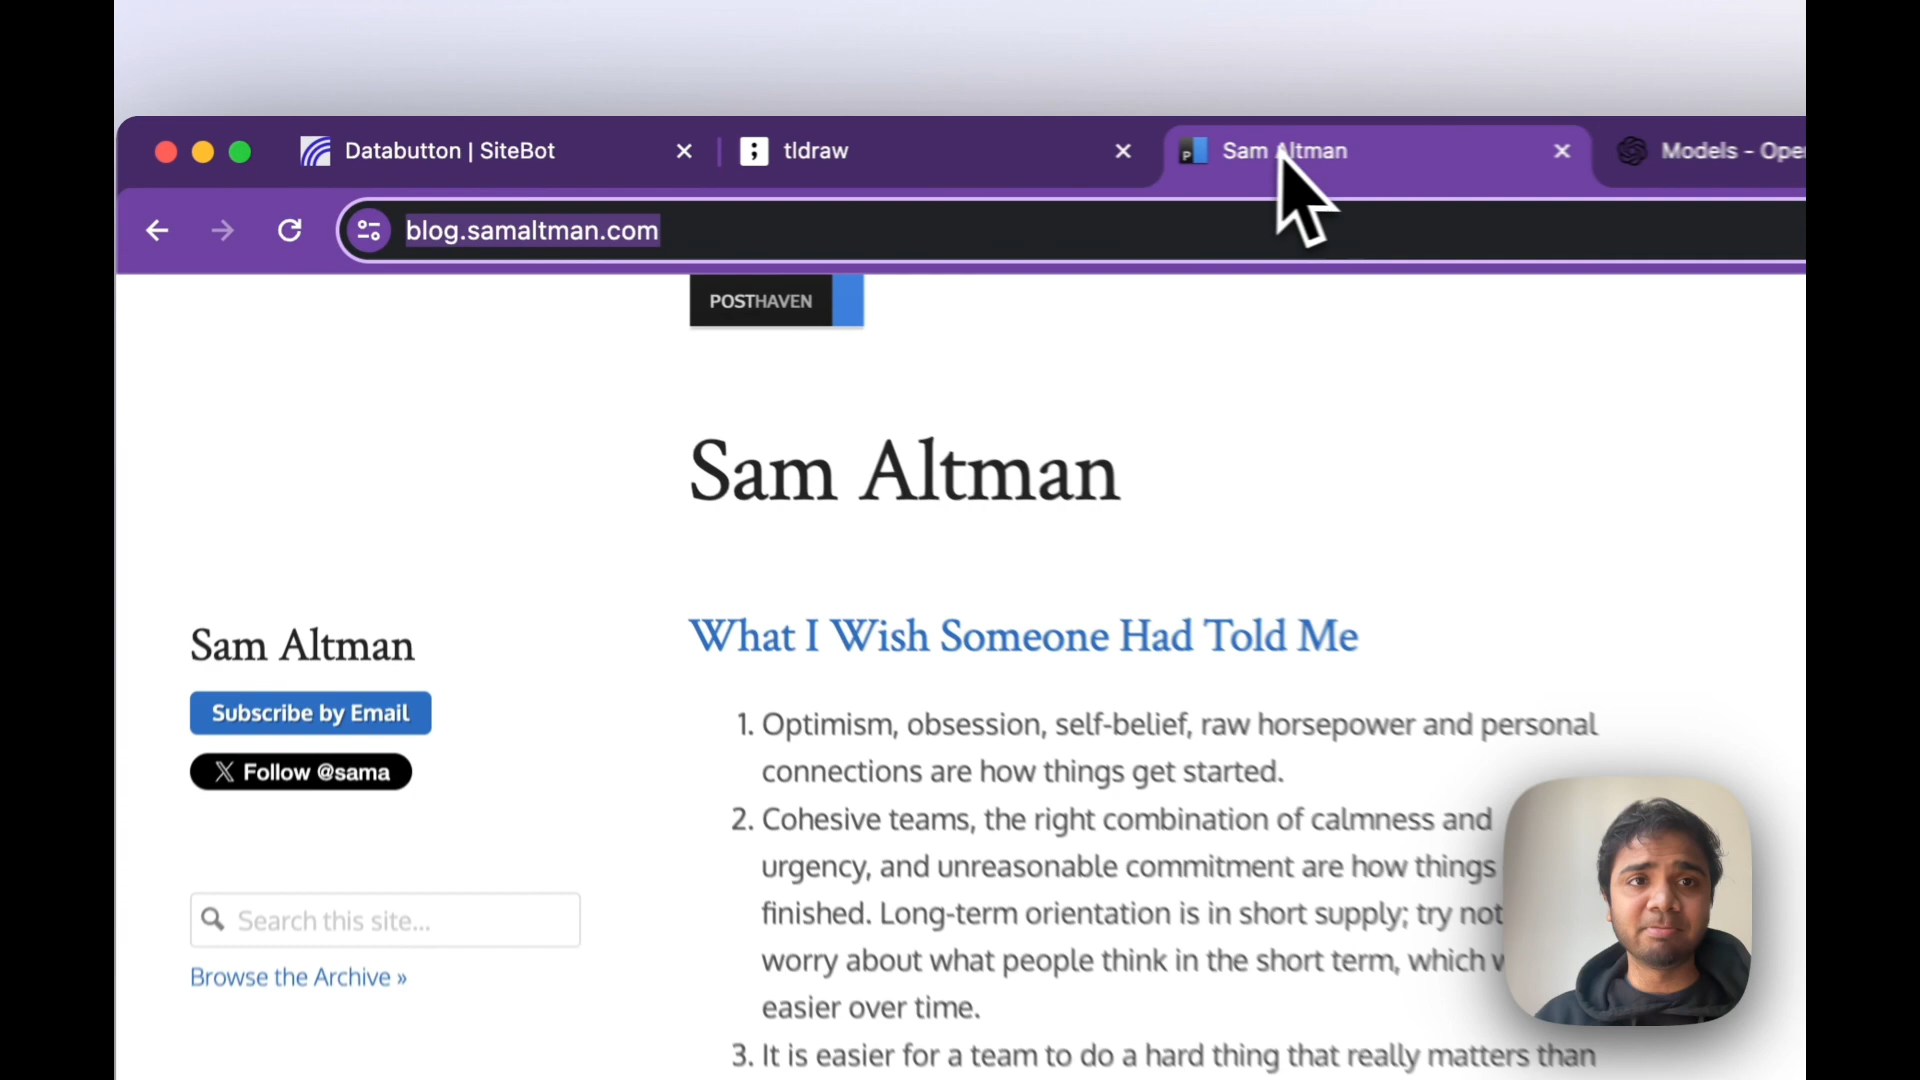 Databutton | SiteBot
tldraw
Sam Altman
Models - Ope
blog.samaltman.com
POSTHAVEN
Sam Altman
Sam Altman
Subscribe by Email
Follow @sama
Search this site...
Browse the Archive »
What I Wish Someone Had Told Me
1. Optimism, obsession, self-belief, raw horsepower and personal
connections are how things get started.
2. Cohesive teams, the right combination of calmness and
urgency, and unreasonable commitment are how things
finished. Long-term orientation is in short supply; try not
worry about what people think in the short term, which
easier over time.
3. It is easier for a team to do a hard thing that really matters than